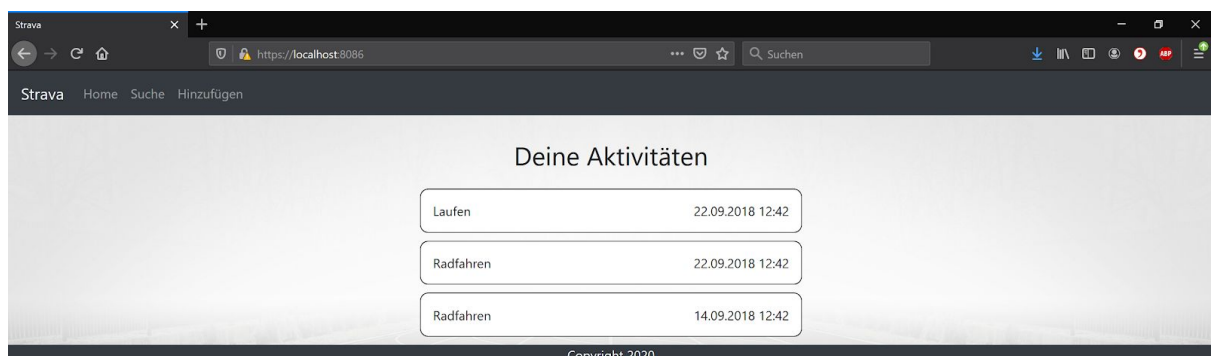 Strava
https://localhost:8086
Suchen
ABP
Strava Home Suche Hinzufügen
Deine Aktivitäten
Laufen 22.09.2018 12:42
Radfahren 22.09.2018 12:42
Radfahren 14.09.2018 12:42
Copyright 2020